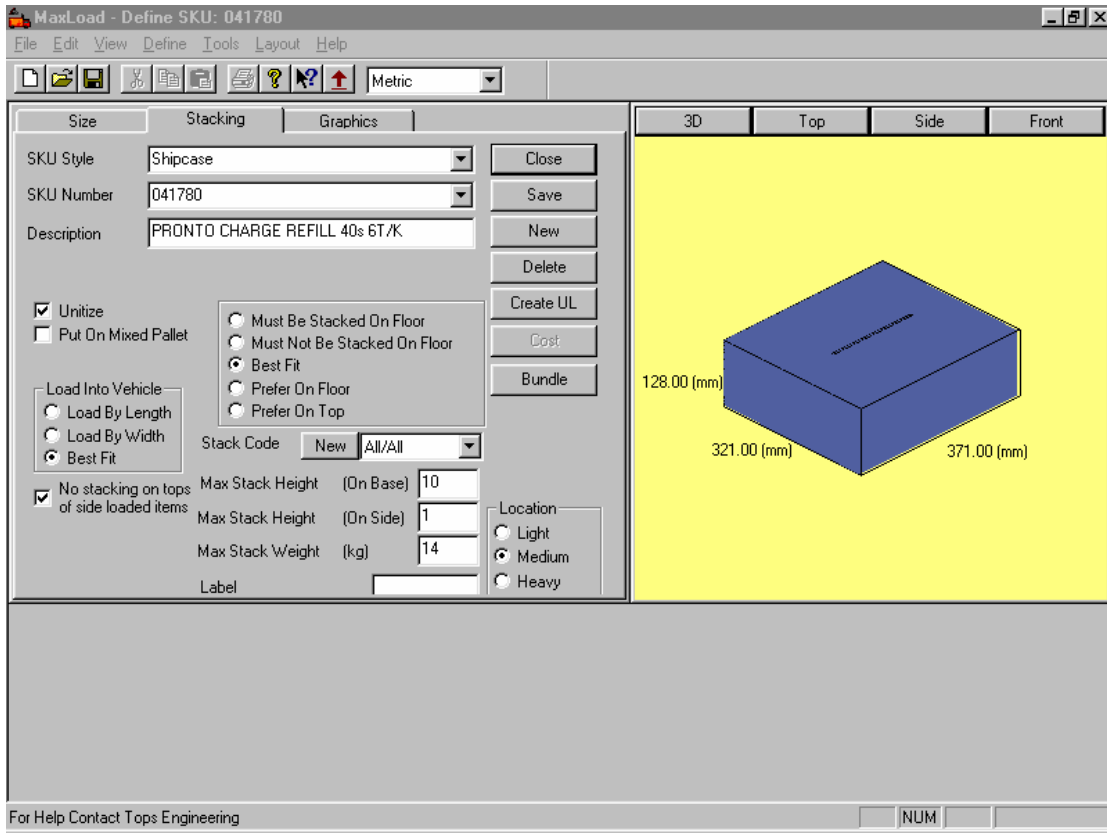 MaxLoad - Define SKU: 041780
File Edit View Define Tools Layout Help
Metric
Size Stacking Graphics
3D Top Side Front
SKU Style Shipcase Close
SKU Number 041780 Save
Description PRONTO CHARGE REFILL 40s 6T/K New
Delete
Unitize
Put On Mixed Pallet
Must Be Stacked On Floor
Must Not Be Stacked On Floor
Best Fit
Prefer On Floor
Prefer On Top
Create UL
Cost
Bundle
Load Into Vehicle
Load By Length
Load By Width
Best Fit
Stack Code New All/All
No stacking on tops
of side loaded items
Max Stack Height (On Base) 10
Max Stack Height (On Side) 1
Max Stack Weight (kg) 14
Label
Location
Light
Medium
Heavy
128.00 (mm)
321.00 (mm)
371.00 (mm)
For Help Contact Tops Engineering
NUM